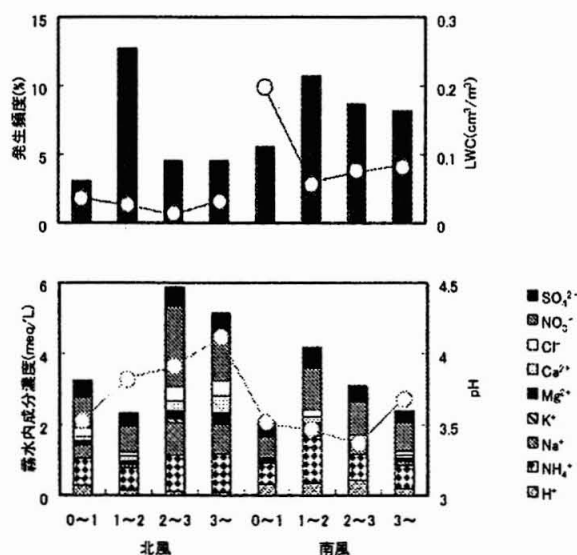 15
10
5
0
発生頻度(%)
0.3
0.2
0.1
0
LWC(cm³/m³)
6
4
2
0
霧水内成分濃度(meq/L)
4.5
4
3.5
3
pH
SO₄²⁻
NO₃⁻
Cl⁻
Ca²⁺
Mg²⁺
K⁺
Na⁺
NH₄⁺
H⁺
0～1 1～2 2～3 3～ 0～1 1～2 2～3 3～
北風 南風